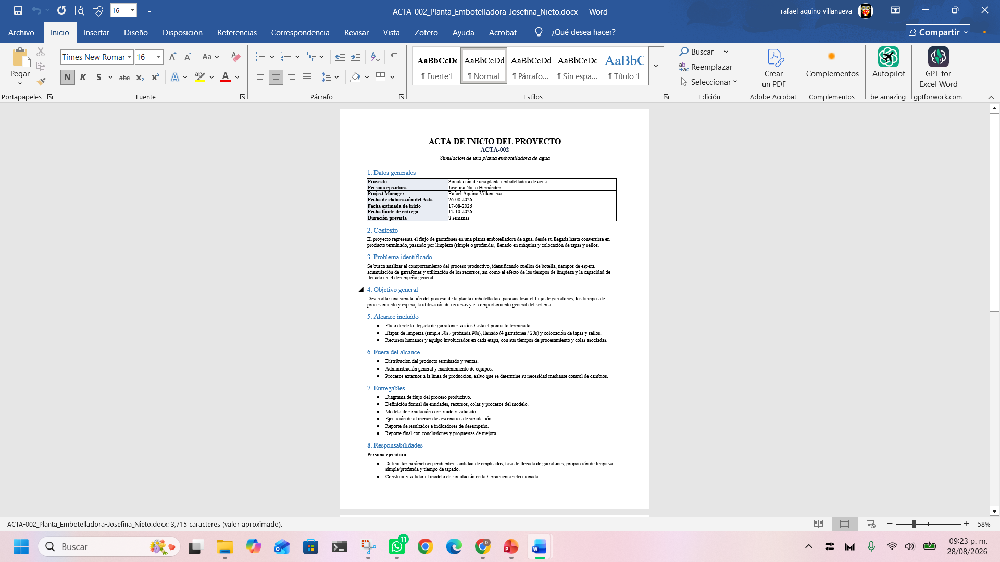 16
ACTA-002_Planta_Embotelladora-Josefina_Nieto.docx - Word
rafael aquino villanueva
Archivo
Inicio
Insertar
Diseño
Disposición
Referencias
Correspondencia
Revisar
Vista
Zotero
Ayuda
Acrobat
¿Qué desea hacer?
Compartir
Pegar
Portapapeles
Times New Roman
16
Aa
N K S abc x₂ x² A ab A
Fuente
Párrafo
AaBbCcDc
¶ Fuerte1
AaBbCcDd
¶ Normal
AaBbCcDd
¶ Párrafo...
AaBbCcDd
¶ Sin espa...
AaBbC
¶ Título 1
Estilos
Buscar
Reemplazar
Seleccionar
Edición
Crear
un PDF
Adobe Acrobat
Complementos
Complementos
Autopilot
be amazing
GPT for
Excel Word
gptforwork.com
ACTA DE INICIO DEL PROYECTO
ACTA-002
Simulación de una planta embotelladora de agua
1. Datos generales
Proyecto Simulación de una planta embotelladora de agua
Persona ejecutora Josefina Nieto Hernández
Project Manager Rafael Aquino Villanueva
Fecha de elaboración del Acta 26-08-2026
Fecha estimada de inicio 17-08-2026
Fecha límite de entrega 12-10-2026
Duración prevista 8 semanas
2. Contexto
El proyecto representa el flujo de garrafones en una planta embotelladora de agua, desde su llegada hasta convertirse en
producto terminado, pasando por limpieza (simple o profunda), llenado en máquina y colocación de tapas y sellos.
3. Problema identificado
Se busca analizar el comportamiento del proceso productivo, identificando cuellos de botella, tiempos de espera,
acumulación de garrafones y utilización de los recursos, así como el efecto de los tiempos de limpieza y la capacidad de
llenado en el desempeño general.
4. Objetivo general
Desarrollar una simulación del proceso de la planta embotelladora para analizar el flujo de garrafones, los tiempos de
procesamiento y espera, la utilización de recursos y el comportamiento general del sistema.
5. Alcance incluido
• Flujo desde la llegada de garrafones vacíos hasta el producto terminado.
• Etapas de limpieza (simple 30s / profunda 90s), llenado (4 garrafones / 20s) y colocación de tapas y sellos.
• Recursos humanos y equipo involucrados en cada etapa, con sus tiempos de procesamiento y colas asociadas.
6. Fuera del alcance
• Distribución del producto terminado y ventas.
• Administración general y mantenimiento de equipos.
• Procesos externos a la línea de producción, salvo que se determine su necesidad mediante control de cambios.
7. Entregables
• Diagrama de flujo del proceso productivo.
• Definición formal de entidades, recursos, colas y procesos del modelo.
• Modelo de simulación construido y validado.
• Ejecución de al menos dos escenarios de simulación.
• Reporte de resultados e indicadores de desempeño.
• Reporte final con conclusiones y propuestas de mejora.
8. Responsabilidades
Persona ejecutora:
• Definir los parámetros pendientes: cantidad de empleados, tasa de llegada de garrafones, proporción de limpieza
simple/profunda y tiempo de tapado.
• Construir y validar el modelo de simulación en la herramienta seleccionada.
ACTA-002_Planta_Embotelladora-Josefina_Nieto.docx: 3,715 caracteres (valor aproximado).
58%
Buscar
11
09:23 p. m.
28/08/2026